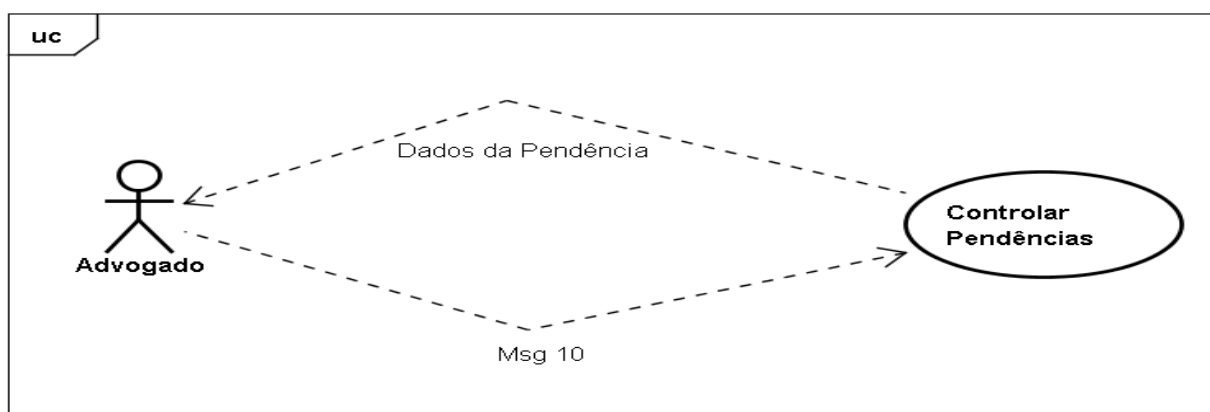 uc
Dados da Pendência
Advogado
Controlar
Pendências
Msg 10